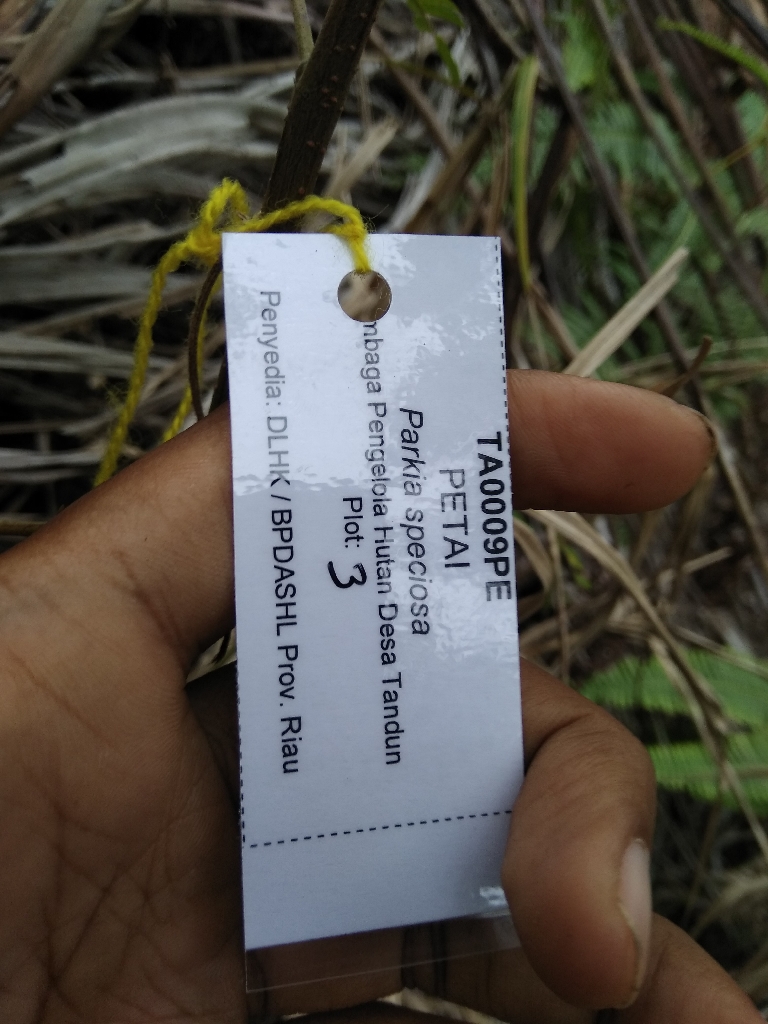 TA0009PE
PETAI
Parkia speciosa
mbaga Pengelola Hutan Desa Tandun
Plot: 3
Penyedia: DLHK / BPDASHL Prov. Riau